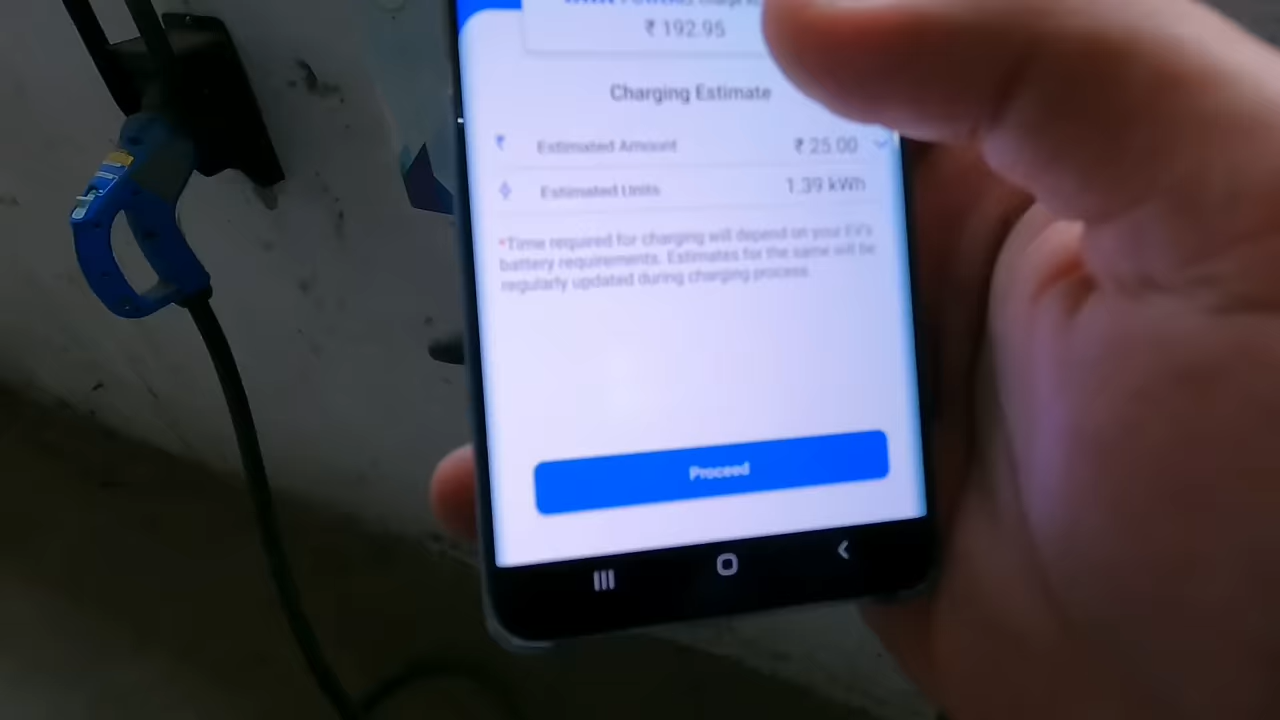 ₹ 192.95
Charging Estimate
₹ Estimated Amount ₹ 25.00
Estimated Units 1.39 kWh
*Time required for charging will depend on your EV's
battery requirements. Estimates for the same will be
regularly updated during charging process.
Proceed